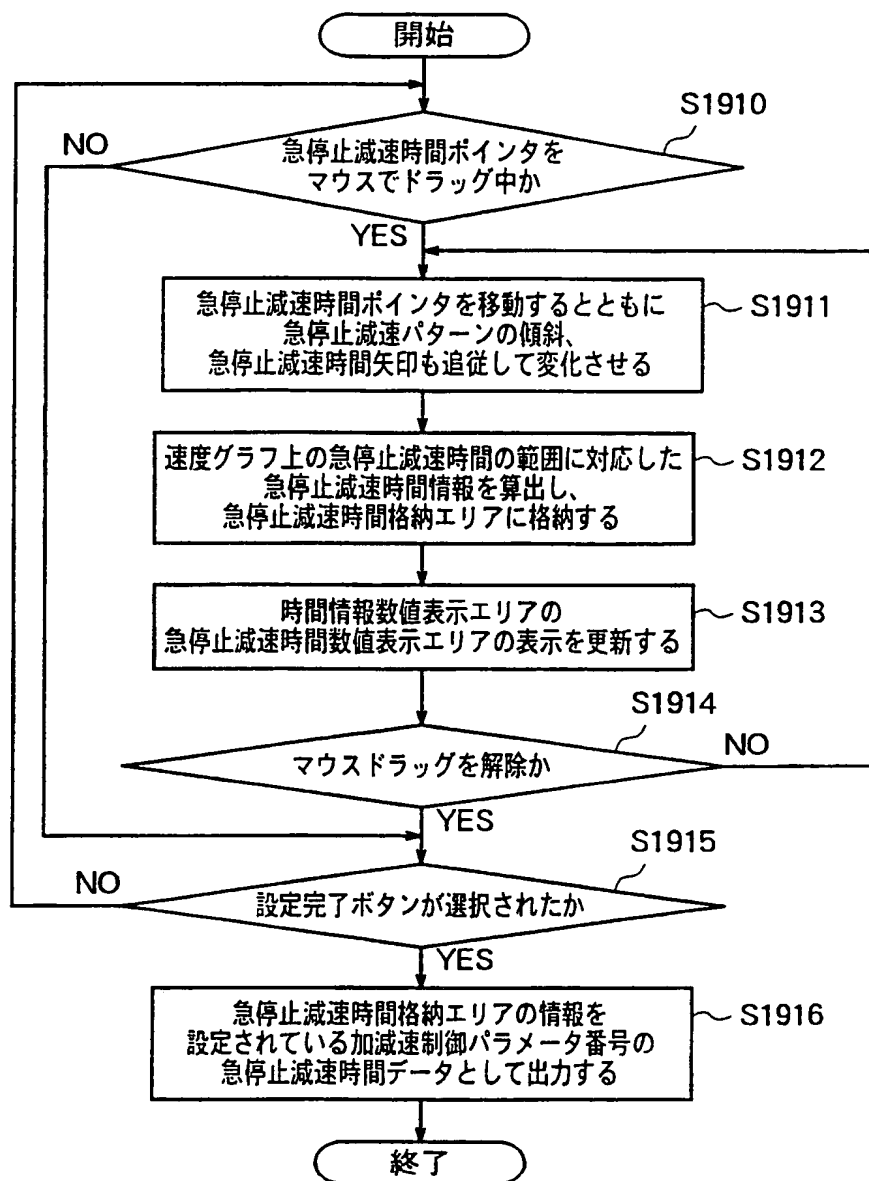 開始
S1910
NO
急停止減速時間ポインタを
マウスでドラッグ中か
YES
急停止減速時間ポインタを移動するとともに
急停止減速パターンの傾斜、
急停止減速時間矢印も追従して変化させる
S1911
速度グラフ上の急停止減速時間の範囲に対応した
急停止減速時間情報を算出し、
急停止減速時間格納エリアに格納する
S1912
時間情報数値表示エリアの
急停止減速時間数値表示エリアの表示を更新する
S1913
S1914
マウスドラッグを解除か
NO
YES
S1915
NO
設定完了ボタンが選択されたか
YES
急停止減速時間格納エリアの情報を
設定されている加減速制御パラメータ番号の
急停止減速時間データとして出力する
S1916
終了